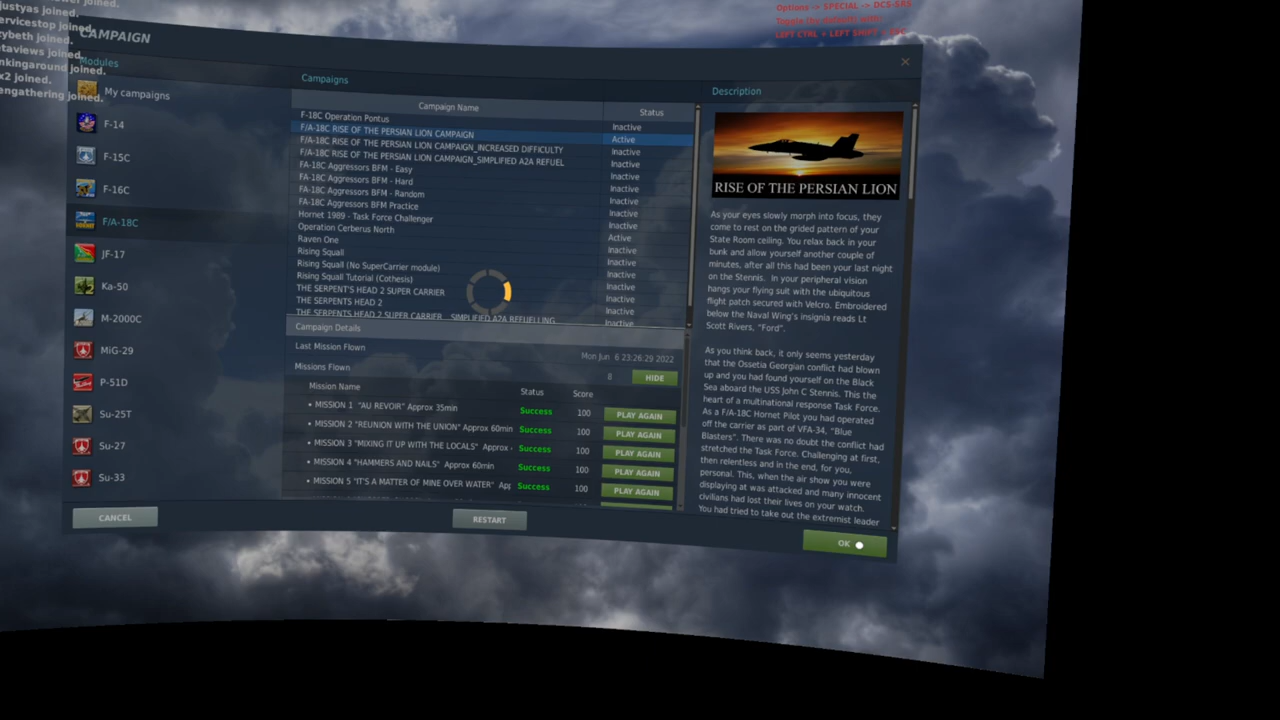 justyas joined.
joined.
joined.
joined.
joined.
x2 joined.
engathering joined.
Options -> SPECIAL -> DCS-SRS
LEFT CTRL + LEFT SHIFT
CAMPAIGN
Modules
My campaigns
F-14
F-15C
F-16C
F/A-18C
JF-17
Ka-50
M-2000C
MiG-29
P-51D
Su-25T
Su-27
Su-33
Campaigns
Campaign Name Status
F-18C Operation Pontus Inactive
F/A-18C RISE OF THE PERSIAN LION CAMPAIGN Active
F/A-18C RISE OF THE PERSIAN LION CAMPAIGN_INCREASED DIFFICULTY Inactive
F/A-18C RISE OF THE PERSIAN LION CAMPAIGN_SIMPLIFIED A2A REFUEL Inactive
FA-18C Aggressors BFM - Easy Inactive
FA-18C Aggressors BFM - Hard Inactive
FA-18C Aggressors BFM - Random Inactive
FA-18C Aggressors BFM Practice Inactive
Hornet 1989 - Task Force Challenger Inactive
Operation Cerberus North Inactive
Raven One Active
Rising Squall Inactive
Rising Squall (No SuperCarrier module) Inactive
Rising Squall Tutorial (Cothesis) Inactive
THE SERPENT'S HEAD 2 SUPER CARRIER Inactive
THE SERPENTS HEAD 2 Inactive
THE SERPENTS HEAD 2 SUPER CARRIER SIMPLIFIED A2A REFUELLING Inactive
Campaign Details
Last Mission Flown Mon Jun 6 23:26:29 2022
Missions Flown 8 HIDE
Mission Name Status Score
• MISSION 1 "AU REVOIR" Approx 35min Success 100 PLAY AGAIN
• MISSION 2 "REUNION WITH THE UNION" Approx 60min Success 100 PLAY AGAIN
• MISSION 3 "MIXING IT UP WITH THE LOCALS" Approx Success 100 PLAY AGAIN
• MISSION 4 "HAMMERS AND NAILS" Approx 60min Success 100 PLAY AGAIN
• MISSION 5 "IT'S A MATTER OF MINE OVER WATER" App Success 100 PLAY AGAIN
Description
RISE OF THE PERSIAN LION
As your eyes slowly morph into focus, they
come to rest on the grided pattern of your
State Room ceiling. You relax back in your
bunk and allow yourself another couple of
minutes, after all this had been your last night
on the Stennis. In your peripheral vision
hangs your flying suit with the ubiquitous
flight patch secured with Velcro. Embroidered
below the Naval Wing's insignia reads Lt
Scott Rivers, "Ford".
As you think back, it only seems yesterday
that the Ossetia Georgian conflict had blown
up and you had found yourself on the Black
Sea aboard the USS John C Stennis. This the
heart of a multinational response Task Force.
As a F/A-18C Hornet Pilot you had operated
off the carrier as part of VFA-34, "Blue
Blasters". There was no doubt the conflict had
stretched the Task Force. Challenging at first,
then relentless and in the end, for you,
personal. This, when the air show you were
displaying at was attacked and many innocent
civilians had lost their lives on your watch.
You had tried to take out the extremist leader
CANCEL
RESTART
OK